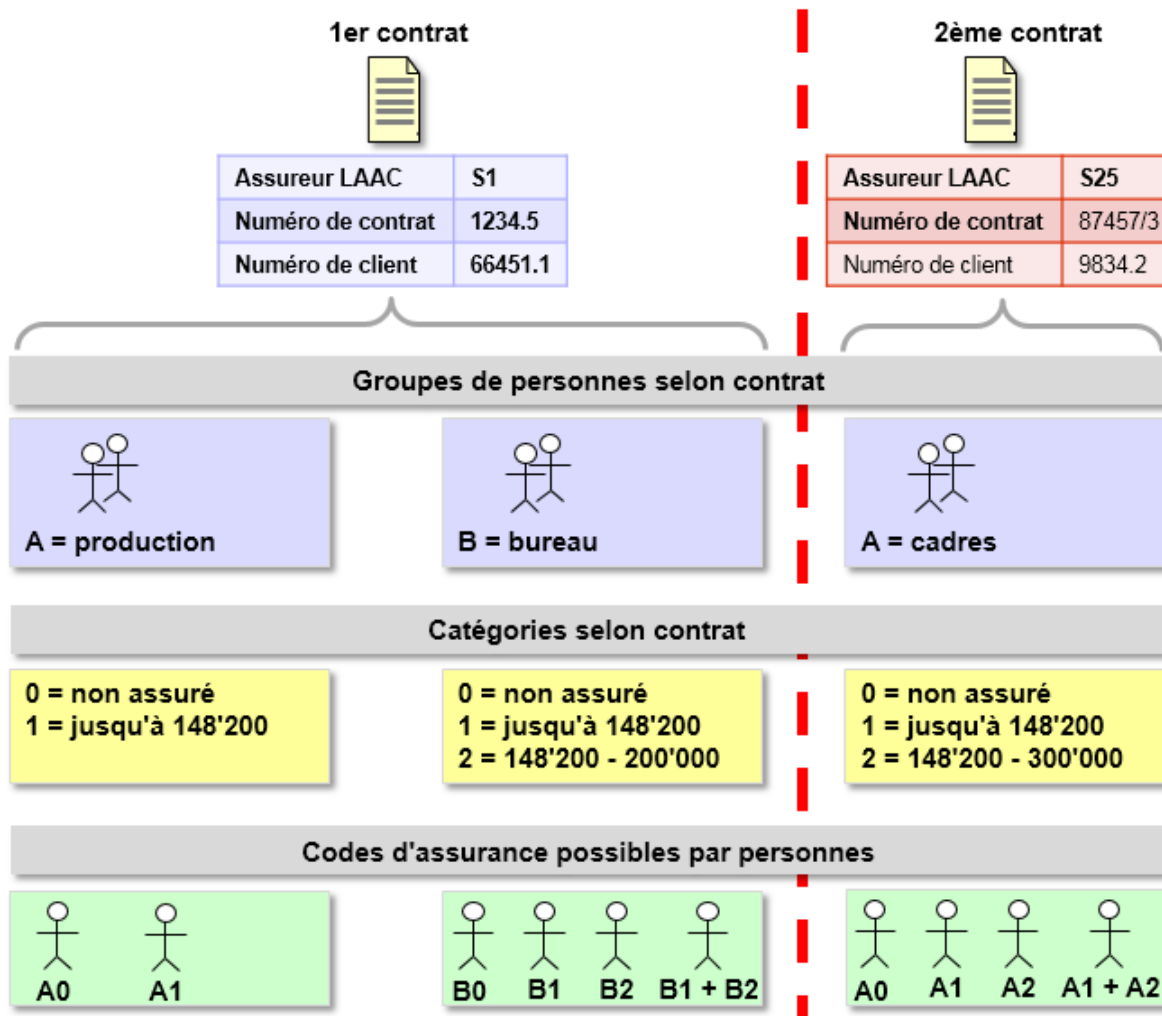 1er contrat
2ème contrat
Assureur LAAC S1
Numéro de contrat 1234.5
Numéro de client 66451.1
Assureur LAAC S25
Numéro de contrat 87457/3
Numéro de client 9834.2
Groupes de personnes selon contrat
A = production
B = bureau
A = cadres
Catégories selon contrat
0 = non assuré
1 = jusqu'à 148'200
0 = non assuré
1 = jusqu'à 148'200
2 = 148'200 - 200'000
0 = non assuré
1 = jusqu'à 148'200
2 = 148'200 - 300'000
Codes d'assurance possibles par personnes
A0 A1
B0 B1 B2 B1 + B2
A0 A1 A2 A1 + A2